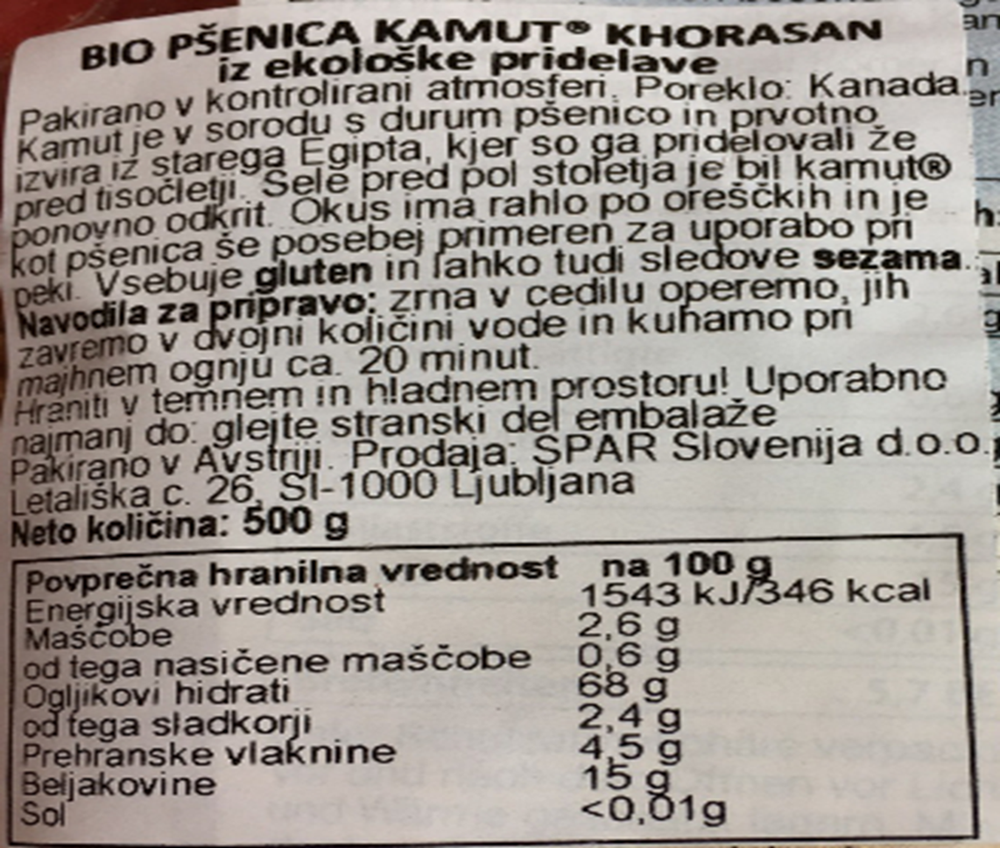 BIO PŠENICA KAMUT® KHORASAN
iz ekološke pridelave
Pakirano v kontrolirani atmosferi. Poreklo: Kanada.
Kamut je v sorodu s durum pšenico in prvotno
izvira iz starega Egipta, kjer so ga pridelovali že
pred tisočletji. Šele pred pol stoletja je bil kamut®
ponovno odkrit. Okus ima rahlo po oreščkih in je
kot pšenica še posebej primeren za uporabo pri
peki. Vsebuje gluten in lahko tudi sledove sezama.
Navodila za pripravo: zrna v cedilu operemo, jih
zavremo v dvojni količini vode in kuhamo pri
majhnem ognju ca. 20 minut.
Hraniti v temnem in hladnem prostoru! Uporabno
najmanj do: glejte stranski del embalaže
Pakirano v Avstriji. Prodaja: SPAR Slovenija d.o.o.
Letališka c. 26, SI-1000 Ljubljana
Neto količina: 500 g
Povprečna hranilna vrednost na 100 g
Energijska vrednost 1543 kJ/346 kcal
Maščobe 2,6 g
od tega nasičene maščobe 0,6 g
Ogljikovi hidrati 68 g
od tega sladkorji 2,4 g
Prehranske vlaknine 4,5 g
Beljakovine 15 g
Sol <0,01g